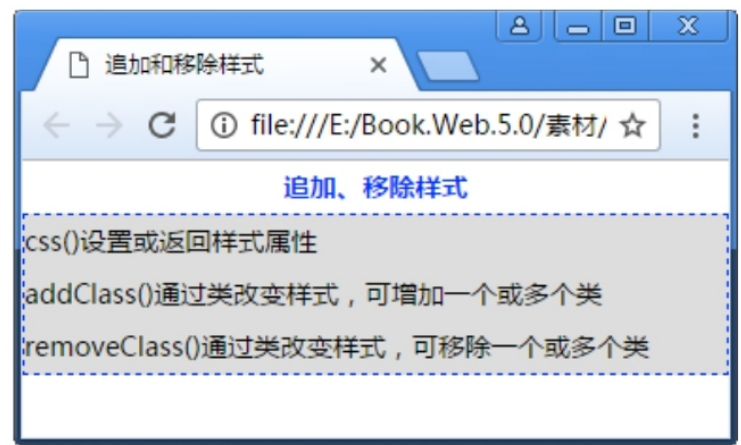 追加和移除样式
file:///E:/Book.Web.5.0/素材/
追加、移除样式
css()设置或返回样式属性
addClass()通过类改变样式，可增加一个或多个类
removeClass()通过类改变样式，可移除一个或多个类